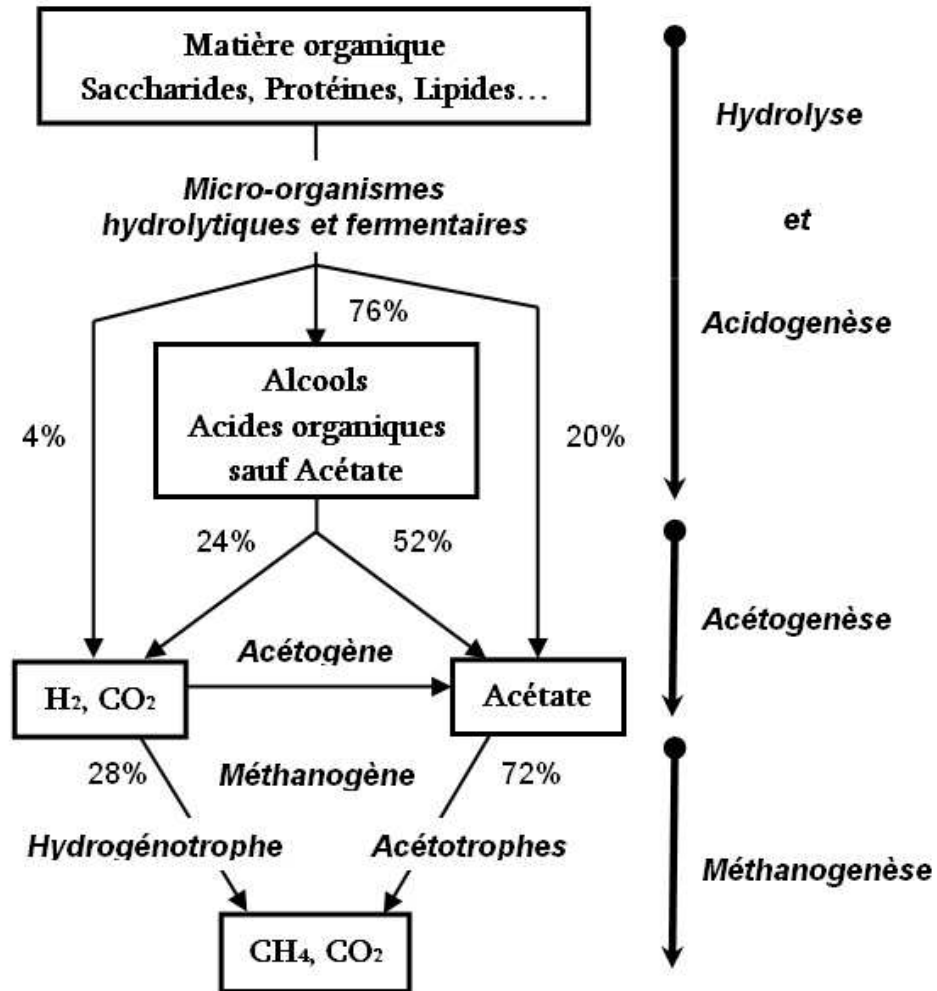 Matière organique
Saccharides, Protéines, Lipides…
Hydrolyse
Micro-organismes
hydrolytiques et fermentaires
et
76%
Acidogenèse
Alcools
Acides organiques
sauf Acétate
4%
20%
24%
52%
Acétogenèse
Acétogène
H₂, CO₂
Acétate
28%
Méthanogène
72%
Hydrogénotrophe
Acétotrophes
Méthanogenèse
CH₄, CO₂